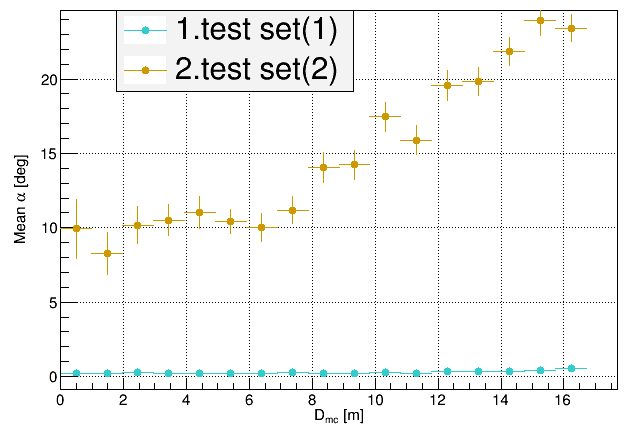 1.test set(1)
2.test set(2)
Mean α [deg]
20
15
10
5
0
0 2 4 6 8 10 12 14 16
Dmc [m]